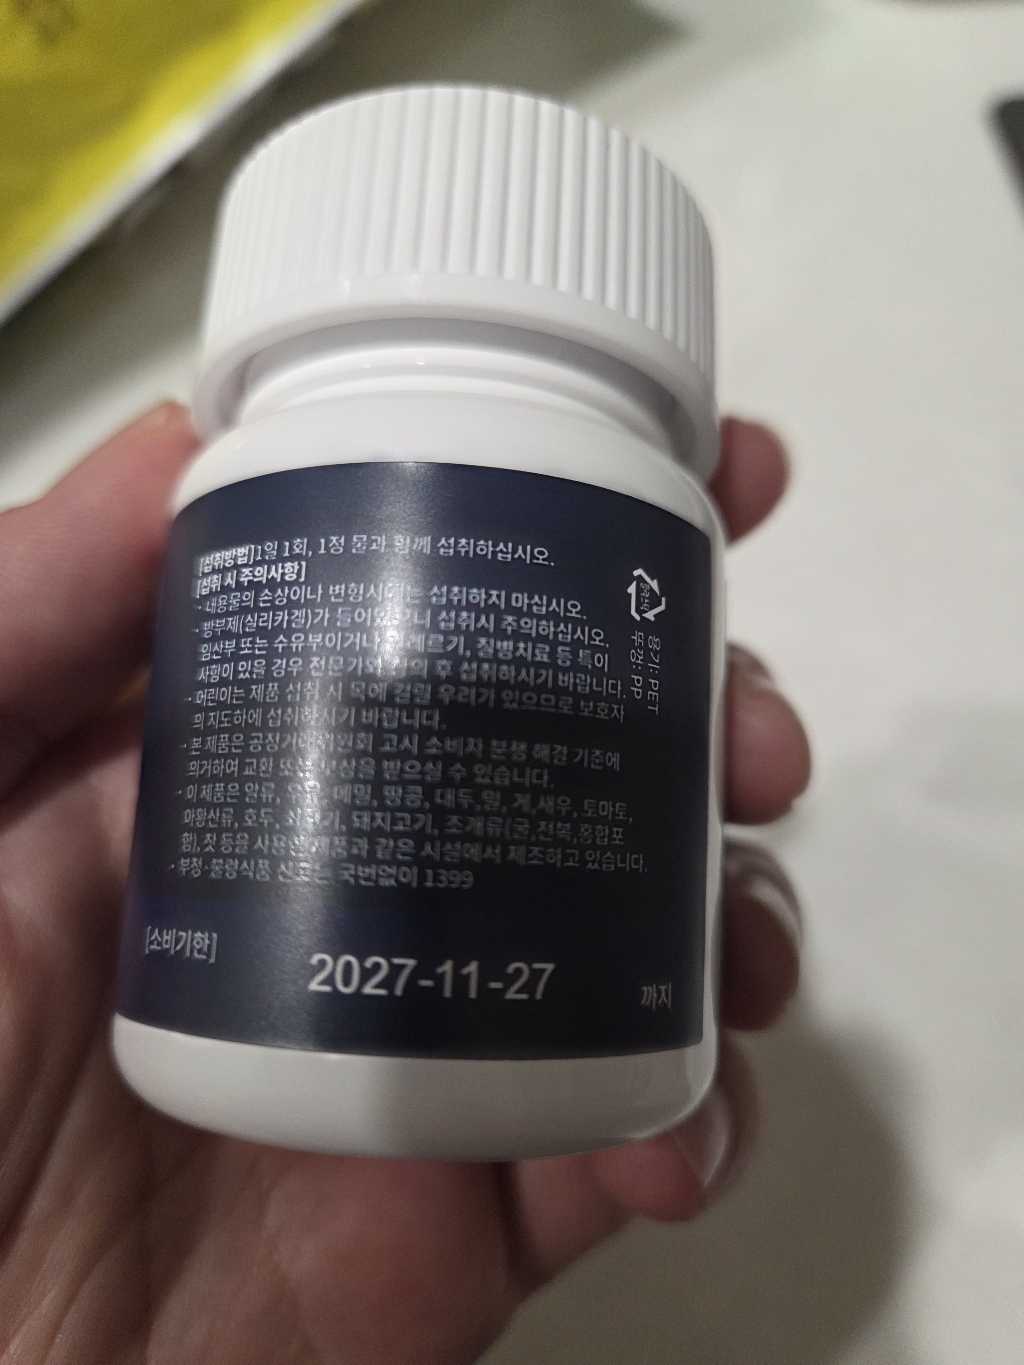 [섭취방법]1일 1회, 1정 물과 함께 섭취하십시오.
[섭취 시 주의사항]
- 내용물의 손상이나 변형시에는 섭취하지 마십시오.
- 방부제(실리카겔)가 들어 섭취시 주의하십시오.
임산부 또는 수유부이거나 알레르기, 질병치료 등 특이
사항이 있을 경우 전문가와 상의 후 섭취하시기 바랍니다.
- 어린이는 제품 섭취 시 목에 걸릴 우려가 있으므로 보호자
의 지도하에 섭취하시기 바랍니다.
- 본 제품은 공정거래위원회 고시 소비자 분쟁 해결 기준에
의거하여 교환 또는 보상을 받으실 수 있습니다.
- 이 제품은 알류, 우유, 메밀, 땅콩, 대두,밀, 게,새우, 토마토,
아황산류, 호두, 쇠고기, 돼지고기, 조개류(굴,전복,홍합포
함), 잣 등을 사용한 제품과 같은 시설에서 제조하고 있습니다.
- 부정·불량식품 신고는 국번없이 1399
용기: PET
뚜껑: PP
[소비기한]
2027-11-27
까지